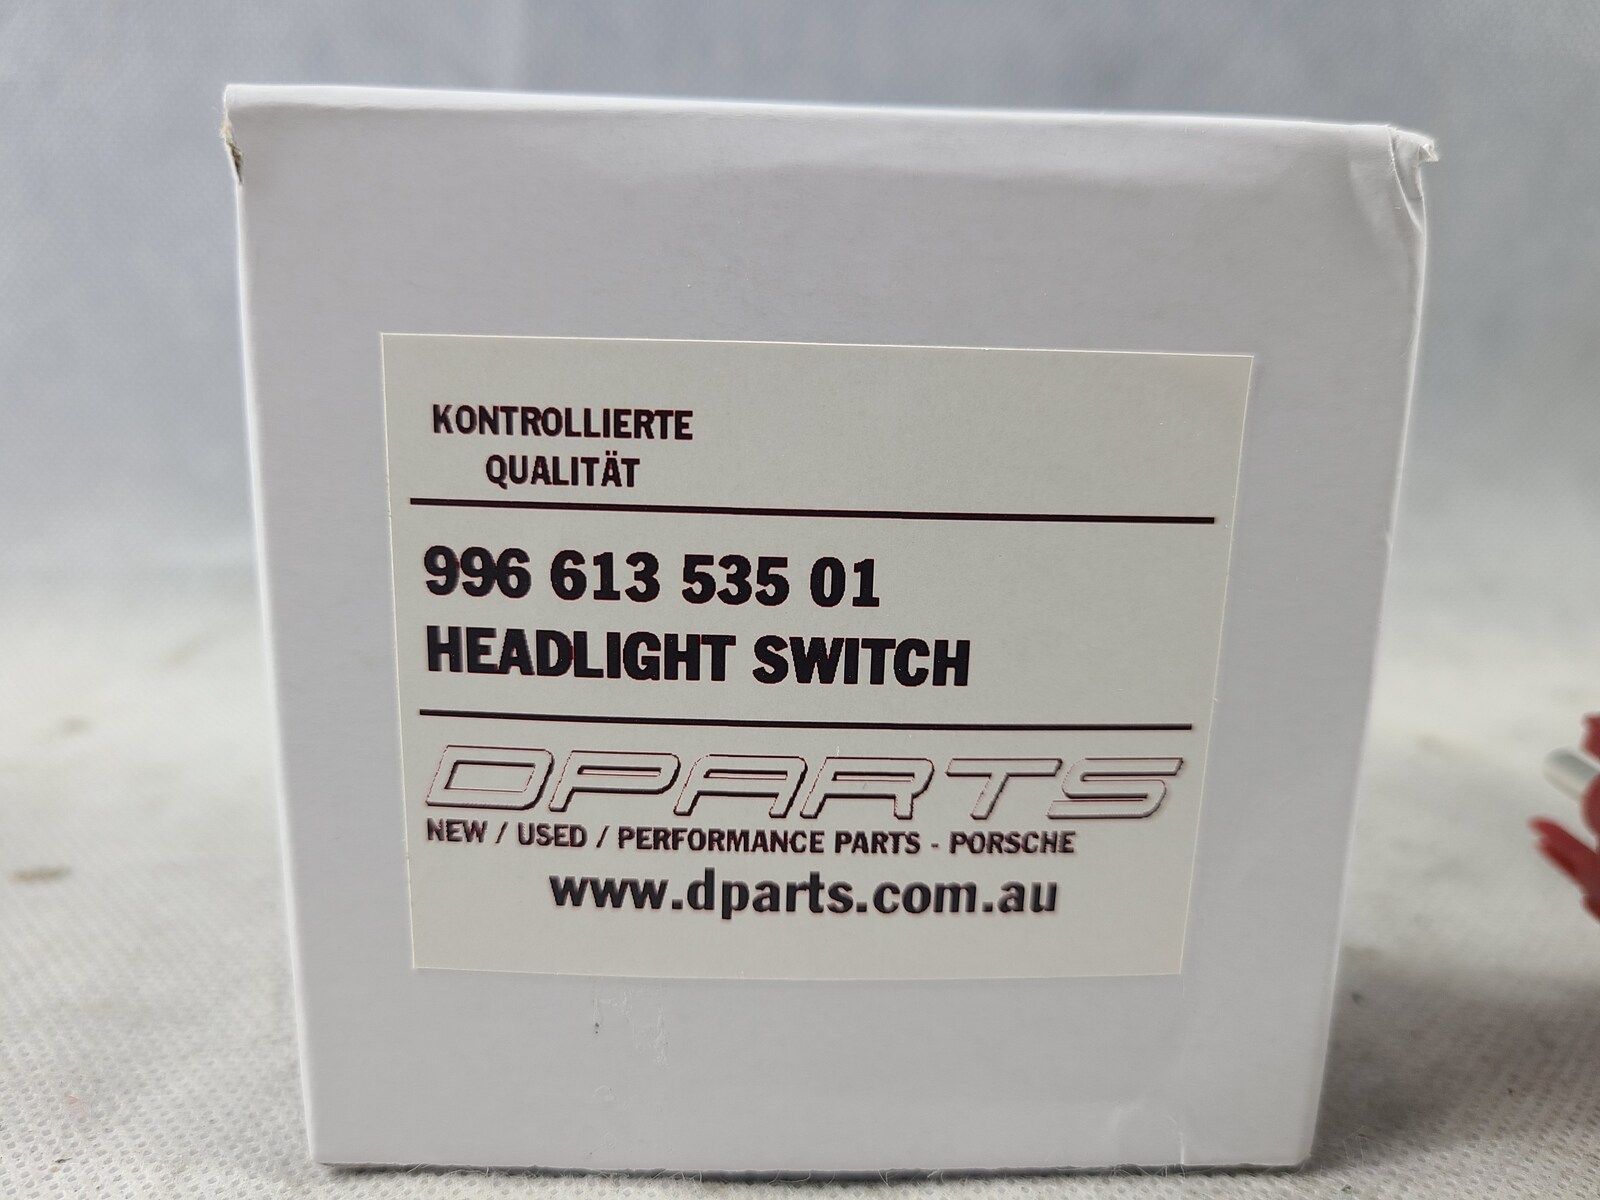 KONTROLLIERTE
QUALITÄT
996 613 535 01
HEADLIGHT SWITCH
DPARTS
NEW / USED / PERFORMANCE PARTS - PORSCHE
www.dparts.com.au